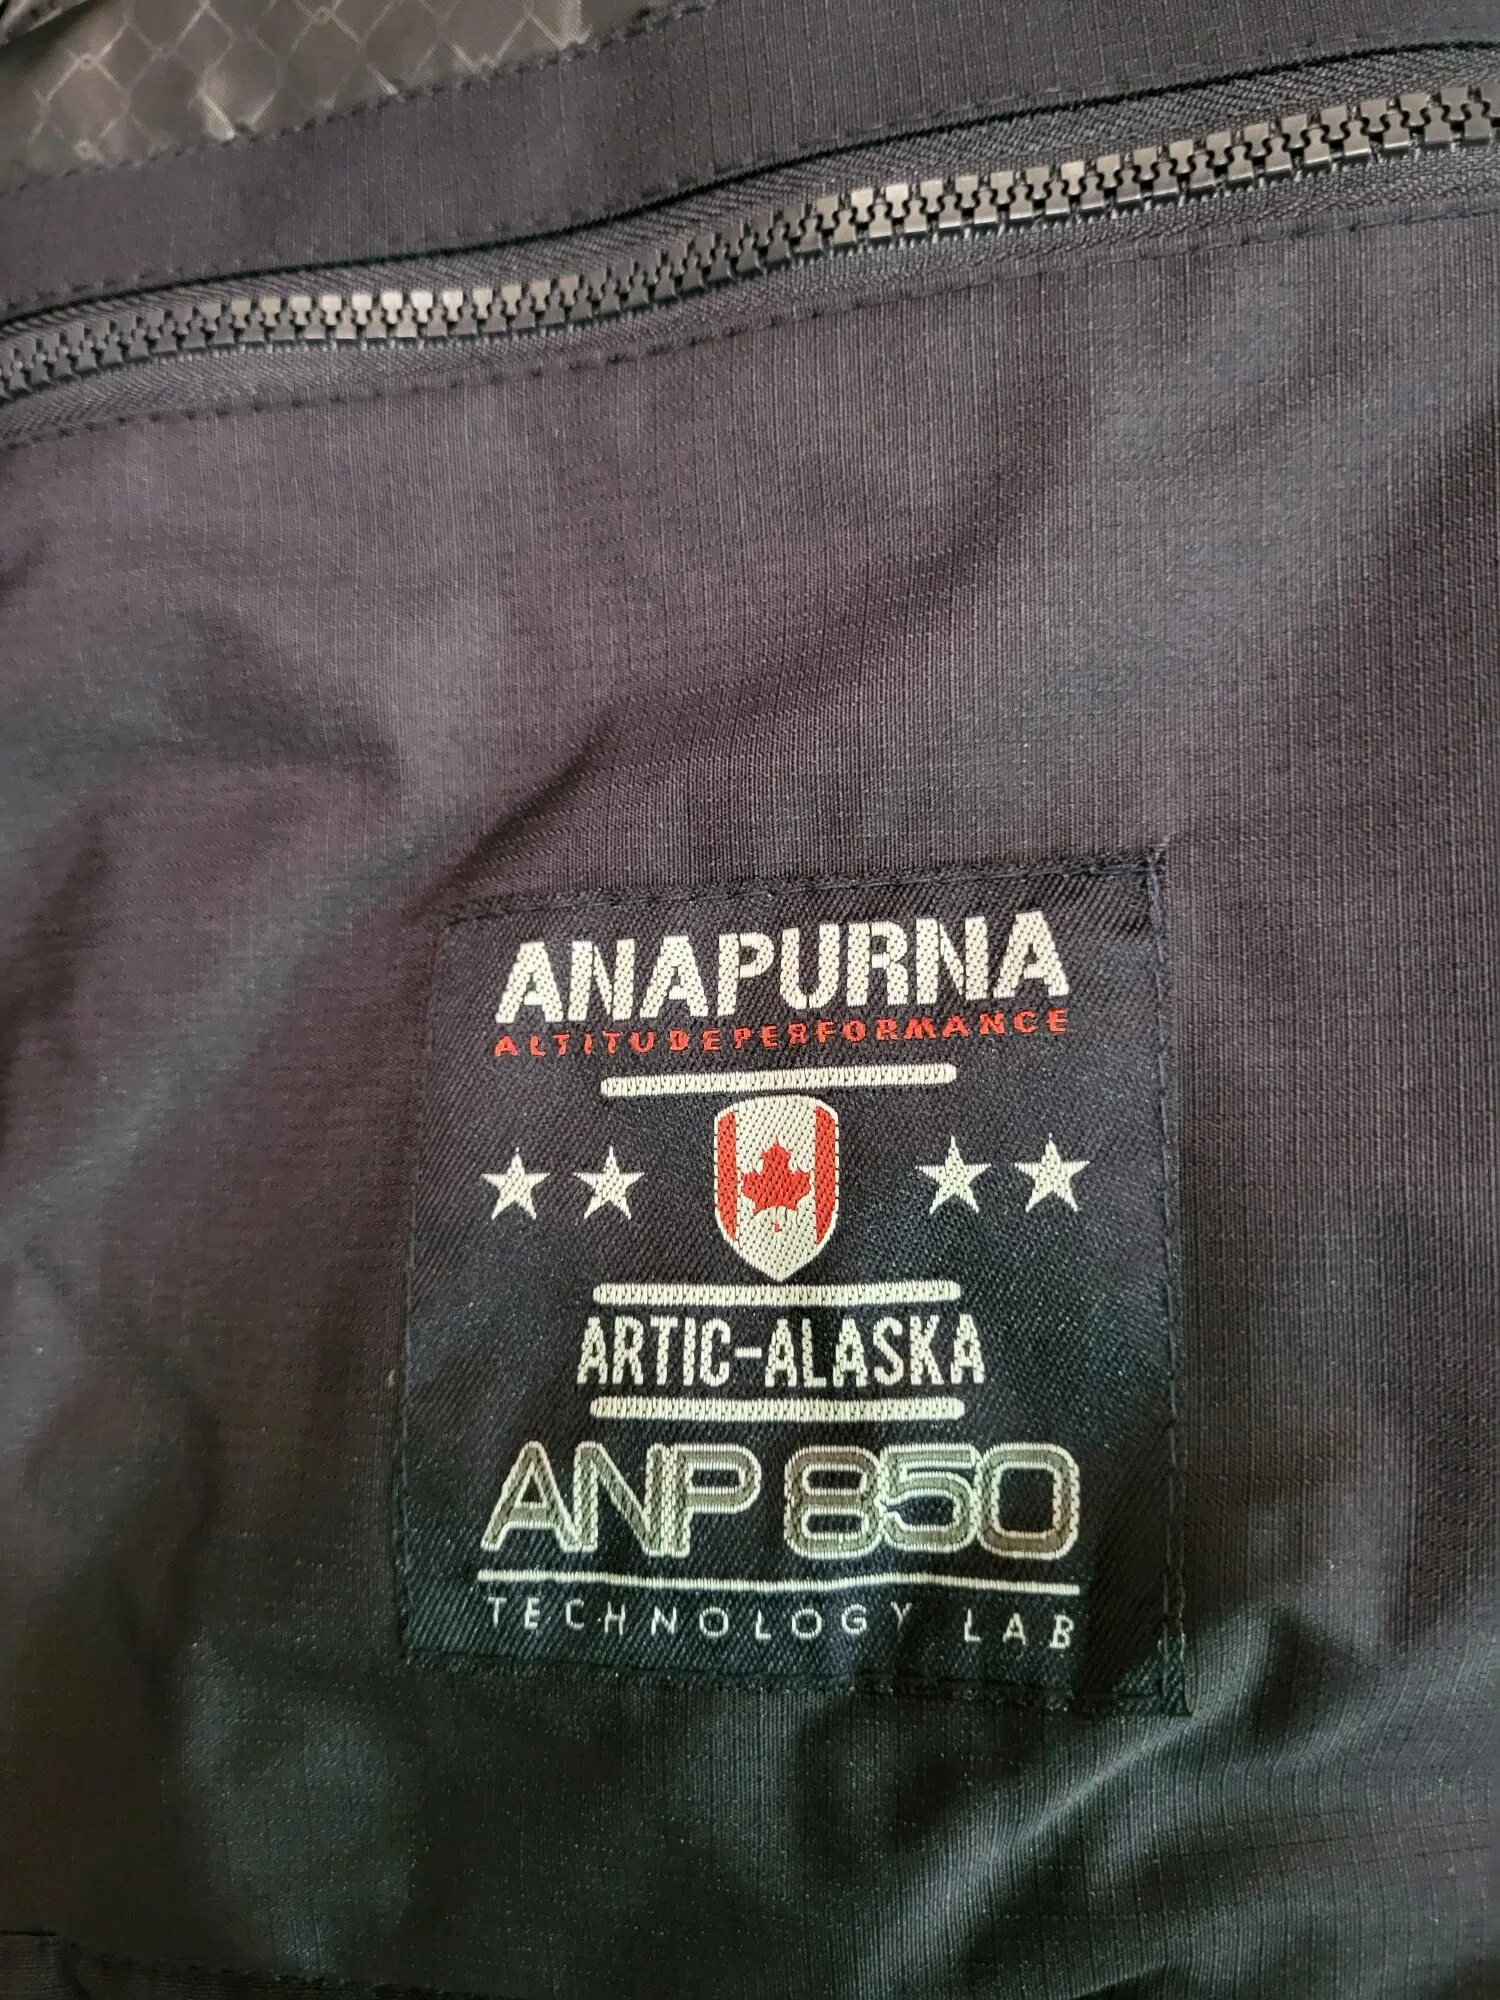 ANAPURNA
ALTITUDEPERFORMANCE
ARTIC-ALASKA
ANP 850
TECHNOLOGY LAB